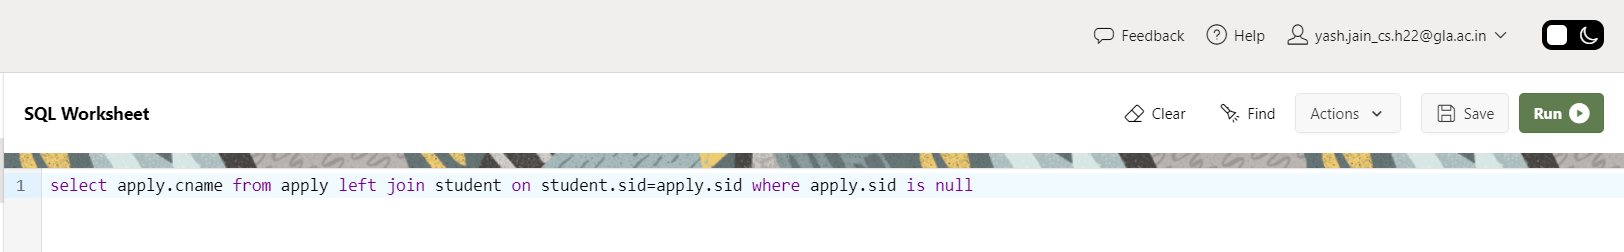 Feedback Help yash.jain_cs.h22@gla.ac.in
SQL Worksheet Clear Find Actions Save Run
1 select apply.cname from apply left join student on student.sid=apply.sid where apply.sid is null